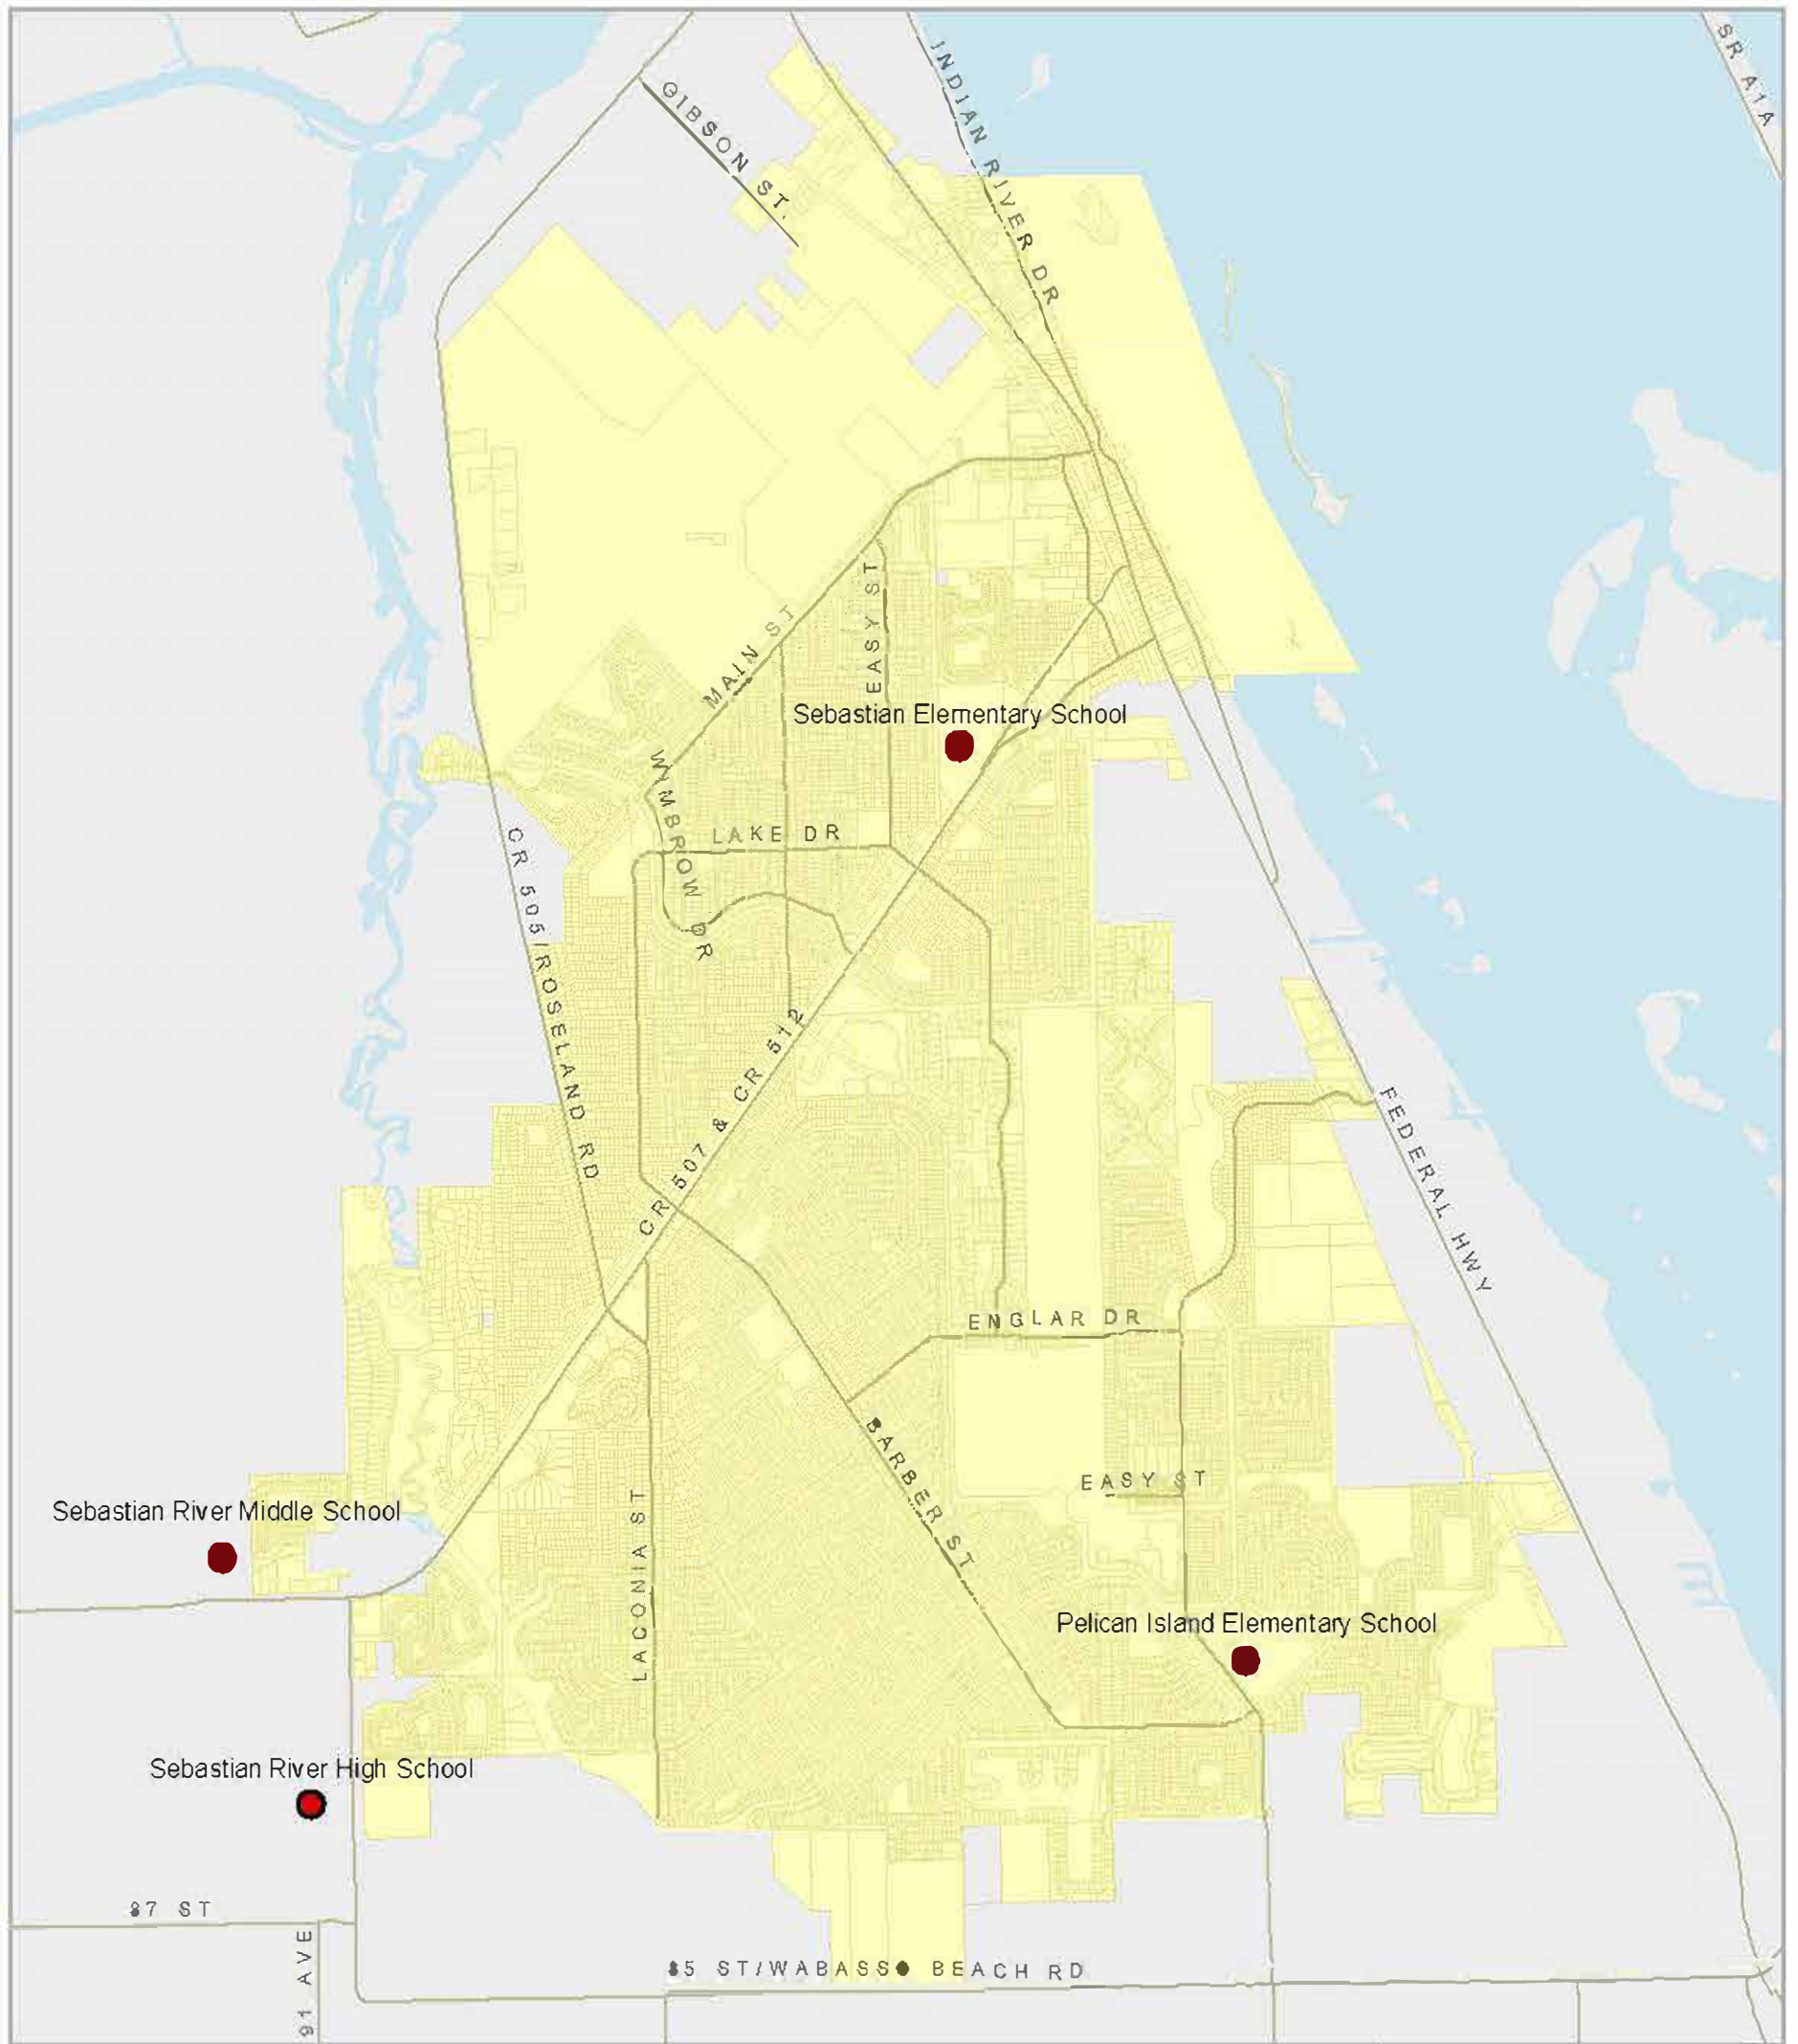 SR A1A
INDIAN RIVER DR
GIBSON ST.
MAIN ST
EASY ST
Sebastian Elementary School
WIMBROW DR
LAKE DR
CR 505/ROSELAND RD
CR 507 & CR 512
FEDERAL HWY
ENGLAR DR
BARBER ST
EASY ST
LACONIA ST
Sebastian River Middle School
Pelican Island Elementary School
Sebastian River High School
87 ST
91 AVE
85 ST/WABASSO BEACH RD